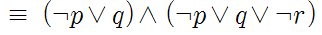 ≡ (¬p ∨ q) ∧ (¬p ∨ q ∨ ¬r)